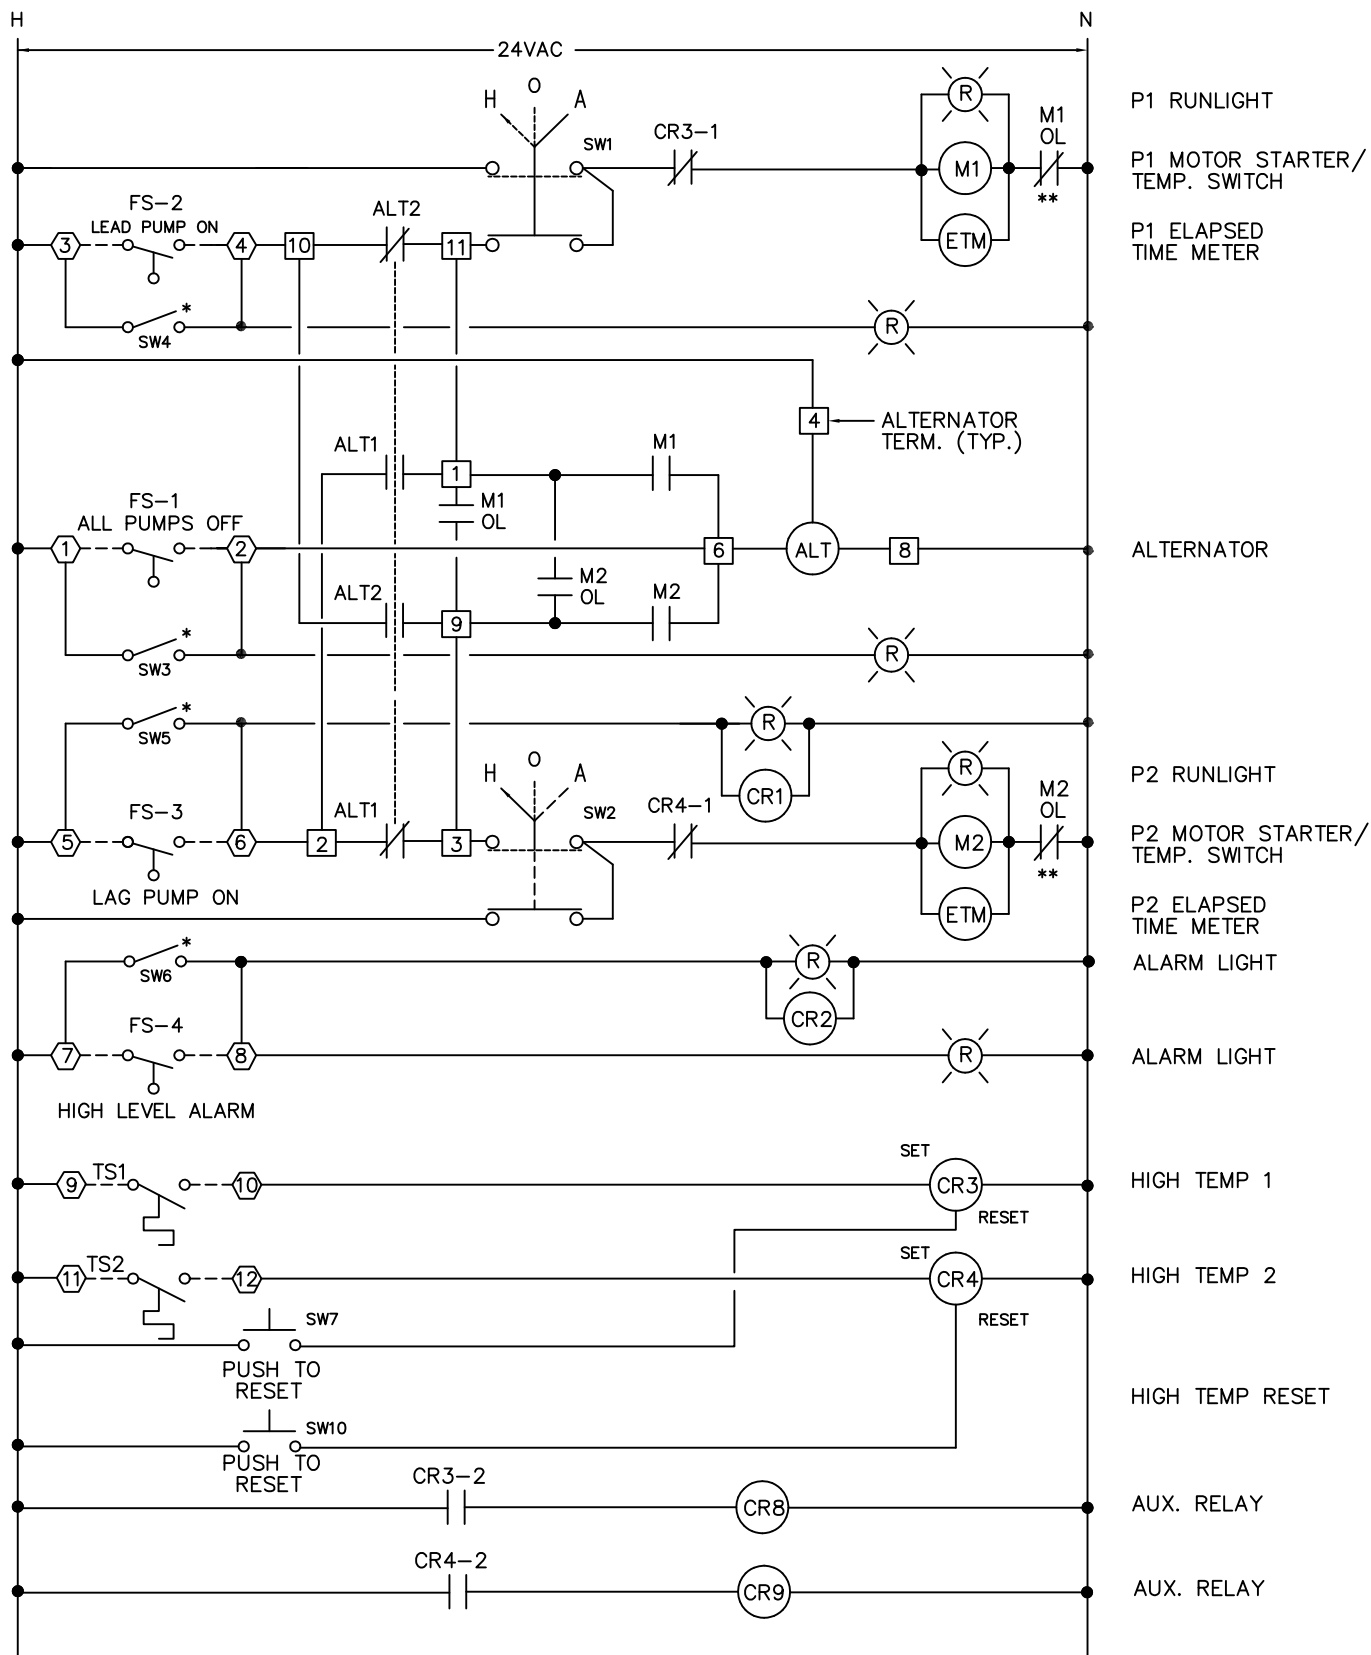 H
N
24VAC
H
O
A
SW1
CR3-1
R
M1
OL
P1 RUNLIGHT
M1
**
P1 MOTOR STARTER/
TEMP. SWITCH
FS-2
LEAD PUMP ON
ALT2
3
4
10
11
ETM
P1 ELAPSED
TIME METER
*
SW4
R
4
ALTERNATOR
TERM. (TYP.)
ALT1
1
M1
M1
OL
FS-1
ALL PUMPS OFF
1
2
6
ALT
8
ALTERNATOR
M2
OL
ALT2
9
M2
*
SW3
R
*
SW5
R
CR1
H
O
A
SW2
CR4-1
R
M2
OL
P2 RUNLIGHT
FS-3
ALT1
5
6
2
3
M2
**
P2 MOTOR STARTER/
TEMP. SWITCH
LAG PUMP ON
ETM
P2 ELAPSED
TIME METER
*
SW6
R
ALARM LIGHT
CR2
FS-4
7
8
R
ALARM LIGHT
HIGH LEVEL ALARM
SET
9
TS1
10
CR3
HIGH TEMP 1
RESET
SET
11
TS2
12
CR4
HIGH TEMP 2
RESET
SW7
PUSH TO
RESET
HIGH TEMP RESET
SW10
PUSH TO
RESET
CR3-2
CR8
AUX. RELAY
CR4-2
CR9
AUX. RELAY